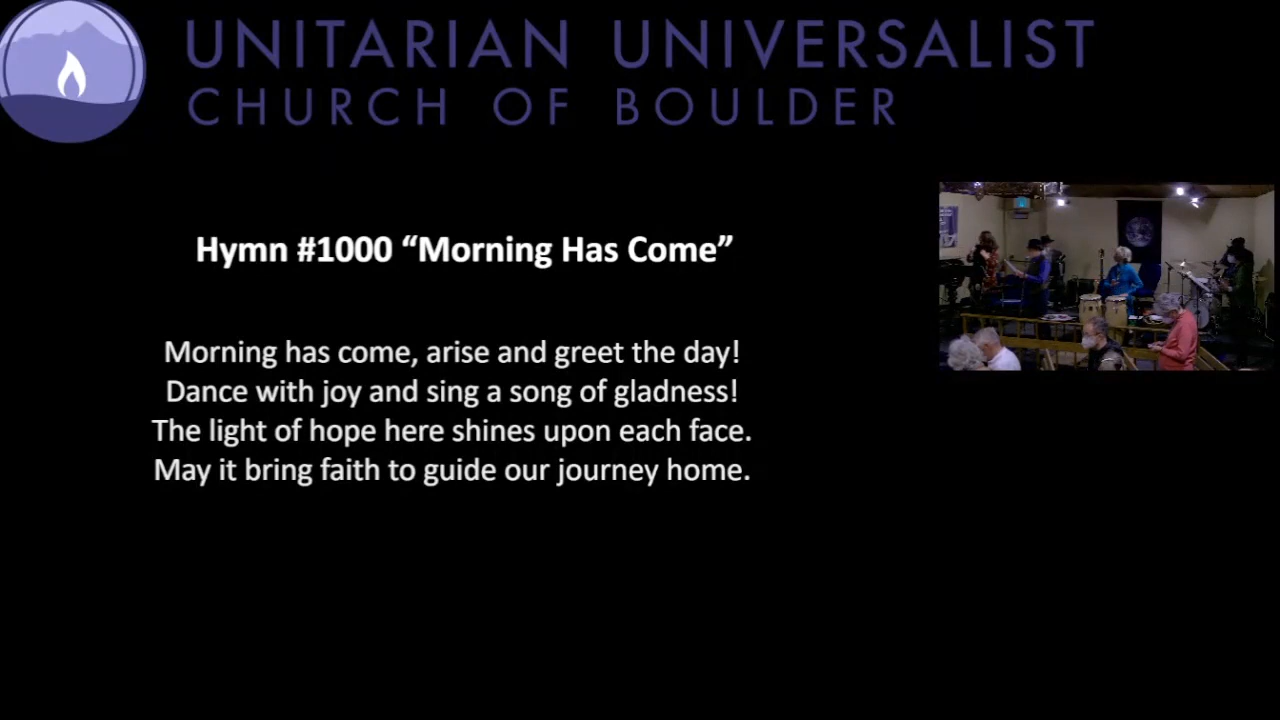 UNITARIAN UNIVERSALIST
CHURCH OF BOULDER
Hymn #1000 “Morning Has Come”
Morning has come, arise and greet the day!
Dance with joy and sing a song of gladness!
The light of hope here shines upon each face.
May it bring faith to guide our journey home.